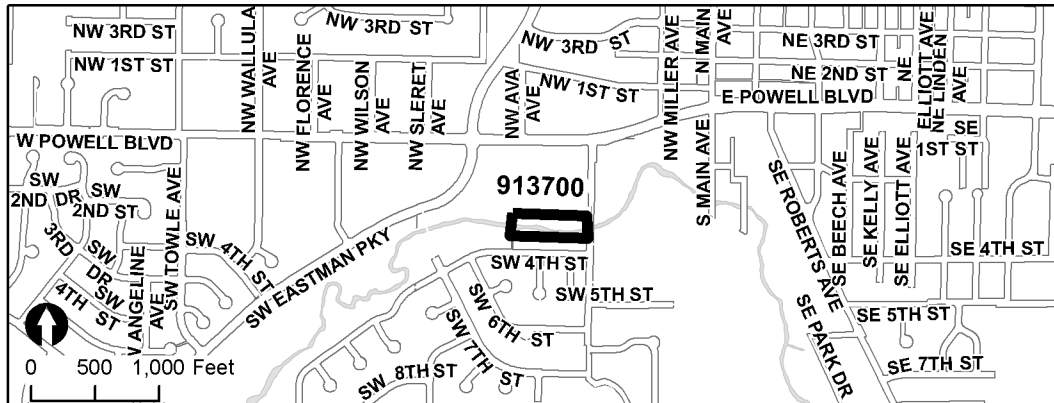 NW 3RD ST
NW 1ST ST
NW WALLULA
AVE
NW FLORENCE
AVE
NW WILSON
AVE
NW SLERET
AVE
NW AVA
AVE
NW 3RD ST
NW 1ST ST
NW MILLER AVE
N MAIN
AVE
NE 3RD ST
NE 2ND ST
NE
ELLIOTT AVE
NE LINDEN
AVE
E POWELL BLVD
W POWELL BLVD
SE
1ST ST
S MAIN AVE
SE ROBERTS AVE
SE BEECH AVE
SE KELLY AVE
SE ELLIOTT AVE
SE 4TH ST
SE 5TH ST
SE 7TH ST
SE PARK DR
913700
SW
2ND DR
SW
2ND ST
SW TOWLE AVE
SW 4TH ST
SW EASTMAN PKY
3RD
DR
SW
SW
4TH ST
W ANGELINE
AVE
SW 4TH ST
SW 5TH ST
SW 6TH ST
SW 7TH ST
SW 8TH ST
0 500 1,000 Feet